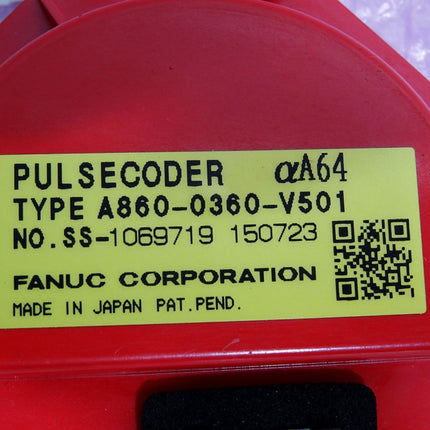 PULSECODER αA64
TYPE A860-0360-V501
NO.SS-1069719 150723
FANUC CORPORATION
MADE IN JAPAN PAT.PEND.